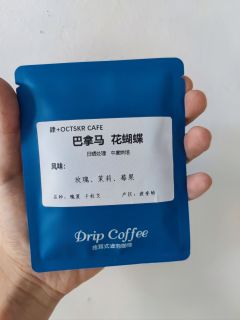 錄+OCTSKR CAFE
巴拿马 花蝴蝶
日晒处理 中度烘焙
风味:
玫瑰、茉莉、莓果
豆种:瑰夏 卡杜艾
产区:波奎特
Drip Coffee
挂耳式滤泡咖啡